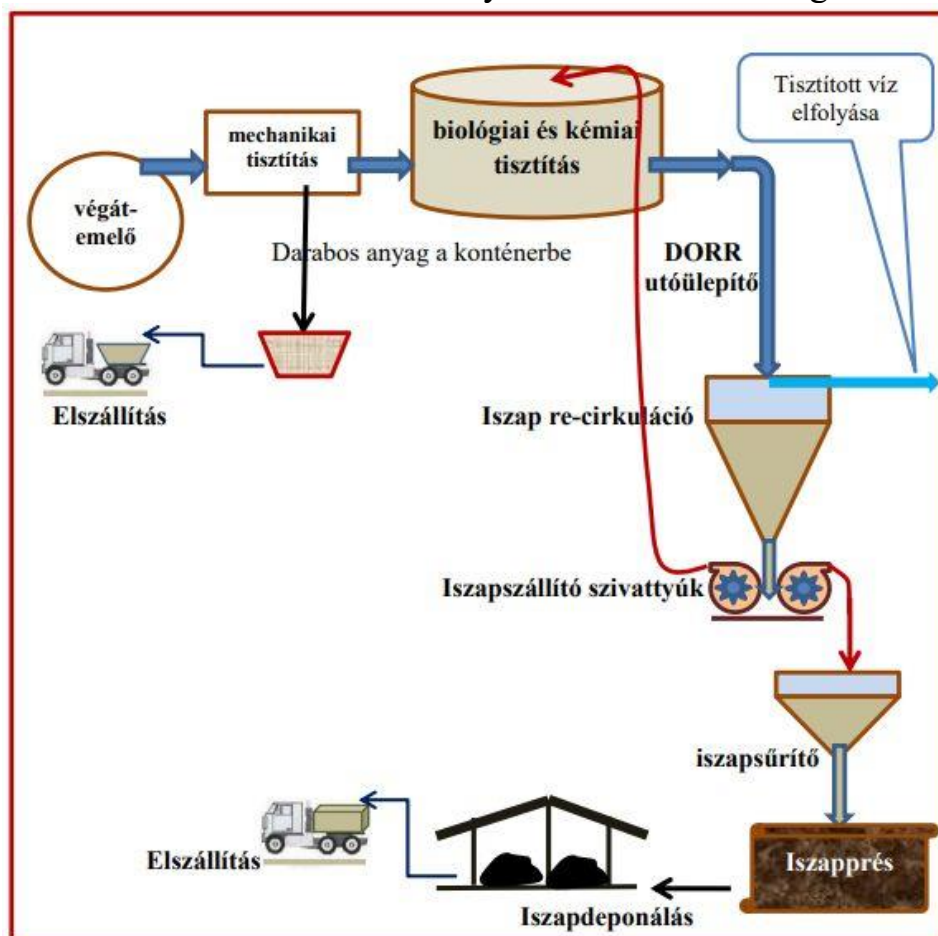 Tisztított víz
elfolyása
mechanikai
tisztítás
biológiai és kémiai
tisztítás
végát-
emelő
Darabos anyag a konténerbe
DORR
utóülepítő
Elszállítás
Iszap re-cirkuláció
Iszapszállító szivattyúk
iszapsűrítő
Elszállítás
Iszapprés
Iszapdeponálás